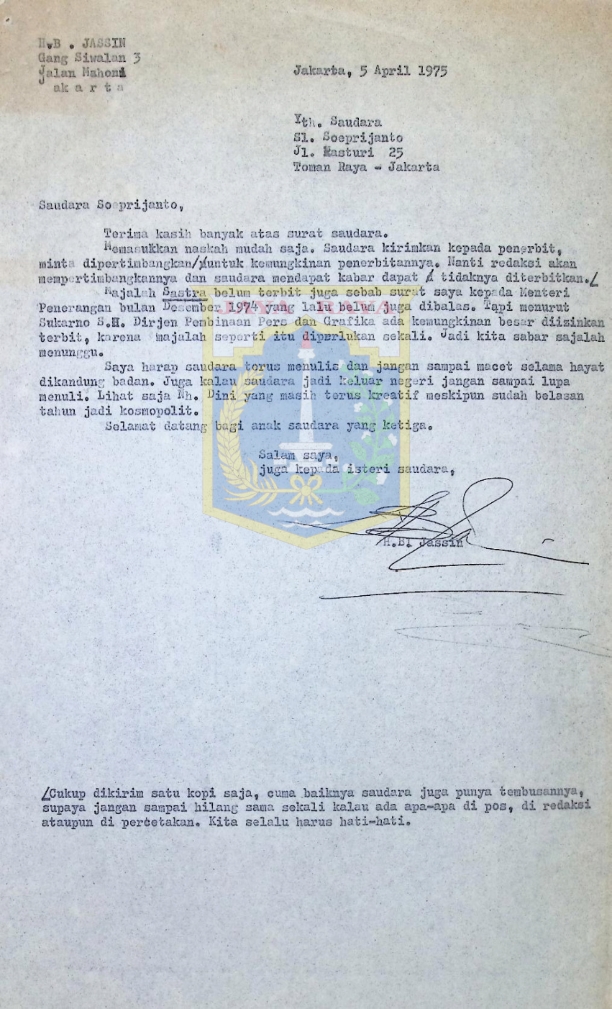 H.B . JASSIN
Gang Siwalan 3
Jalan Mahoni
akarta
Jakarta, 5 April 1975
Yth. Saudara
Sl. Soeprijanto
Jl. Masturi 25
Toman Raya - Jakarta
Saudara Soeprijanto,
Terima kasih banyak atas surat saudara.
Memasukkan naskah mudah saja. Saudara kirimkan kepada penerbit,
minta dipertimbangkan/untuk kemungkinan penerbitannya. Nanti redaksi akan
mempertimbangkannya dan saudara mendapat kabar dapat tidaknya diterbitkan./
Majalah Sastra belum terbit juga sebab surat saya kepada Menteri
Penerangan bulan Desember 1974 yang lalu belum juga dibalas. Tapi menurut
Sukarno S.H. Dirjen Pembinaan Pers dan Grafika ada kemungkinan besar diizinkan
terbit, karena majalah seperti itu diperlukan sekali. Jadi kita sabar sajalah
menunggu.
Saya harap saudara terus menulis dan jangan sampai macet selama hayat
dikandung badan. Juga kalau saudara jadi keluar negeri jangan sampai lupa
menuli. Lihat saja Nh. Dini yang masih terus kreatif meskipun sudah belasan
tahun jadi kosmopolit.
Selamat datang bagi anak saudara yang ketiga.
Salam saya,
juga kepada isteri saudara,
H.B. Jassin
/Cukup dikirim satu kopi saja, cuma baiknya saudara juga punya tembusannya,
supaya jangan sampai hilang sama sekali kalau ada apa-apa di pos, di redaksi
ataupun di percetakan. Kita selalu harus hati-hati.
JAYA RAYA